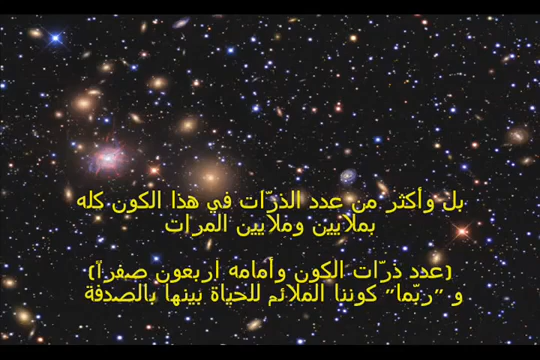 بل وأكثر من عدد الذرّات في هذا الكون كله
بملايين وملايين المرات
(عدد ذرّات الكون وأمامه أربعون صفراً)
و ”ربّما” كوننا الملائم للحياة بينها بالصدفة